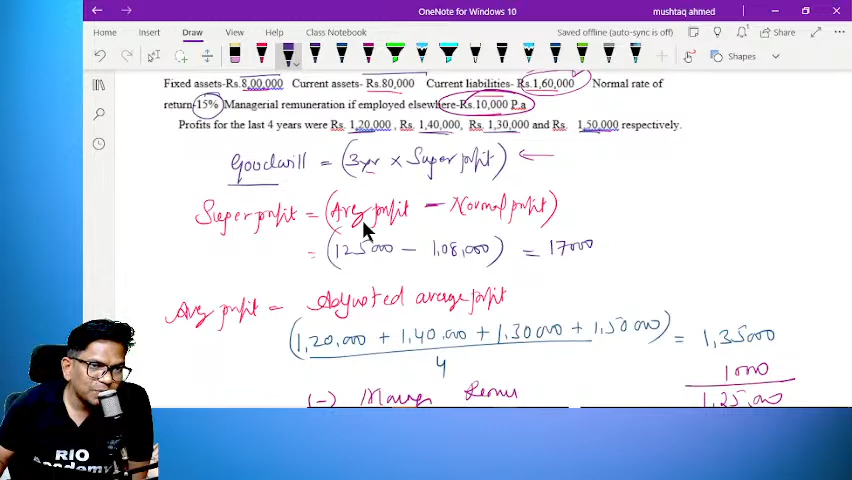 OneNote for Windows 10
mushtaq ahmed
Home Insert Draw View Help Class Notebook
Saved offline (auto-sync is off)
Share
Shapes
Fixed assets-Rs.8,00,000 Current assets- Rs.80,000 Current liabilities- Rs.1,60,000 Normal rate of
return-15% Managerial remuneration if employed elsewhere-Rs.10,000 P.a
Profits for the last 4 years were Rs. 1,20,000 , Rs. 1,40,000, Rs. 1,30,000 and Rs. 1,50,000 respectively.
Goodwill = (3yr × Super profit) ←
Super profit = (Avg profit - Normal profit)
= (125000 - 1,08,000) = 17000
Avg profit = Adjusted average profit
(1,20,000 + 1,40,000 + 1,30,000 + 1,50,000) = 1,35000
4
1000
(-) Manager Remu
1,25,000
RIO
Academy